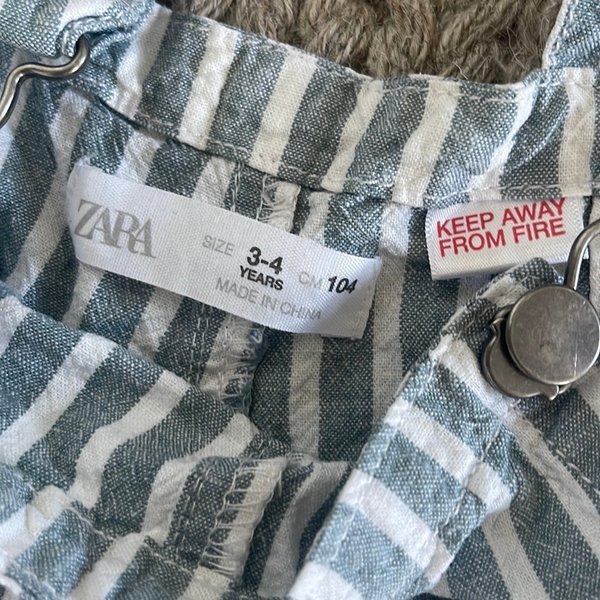 ZARA
SIZE 3-4 YEARS CM 104
MADE IN CHINA
KEEP AWAY
FROM FIRE